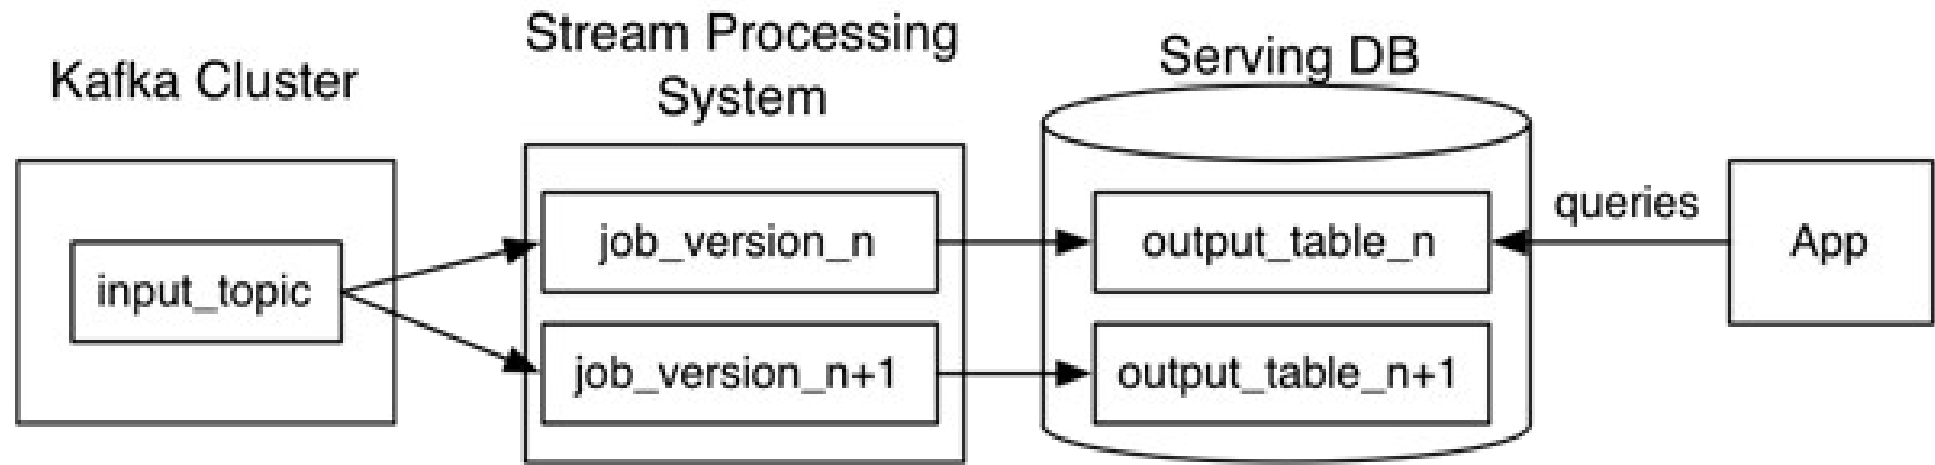 Kafka Cluster
Stream Processing
System
Serving DB
input_topic
job_version_n
job_version_n+1
output_table_n
output_table_n+1
queries
App